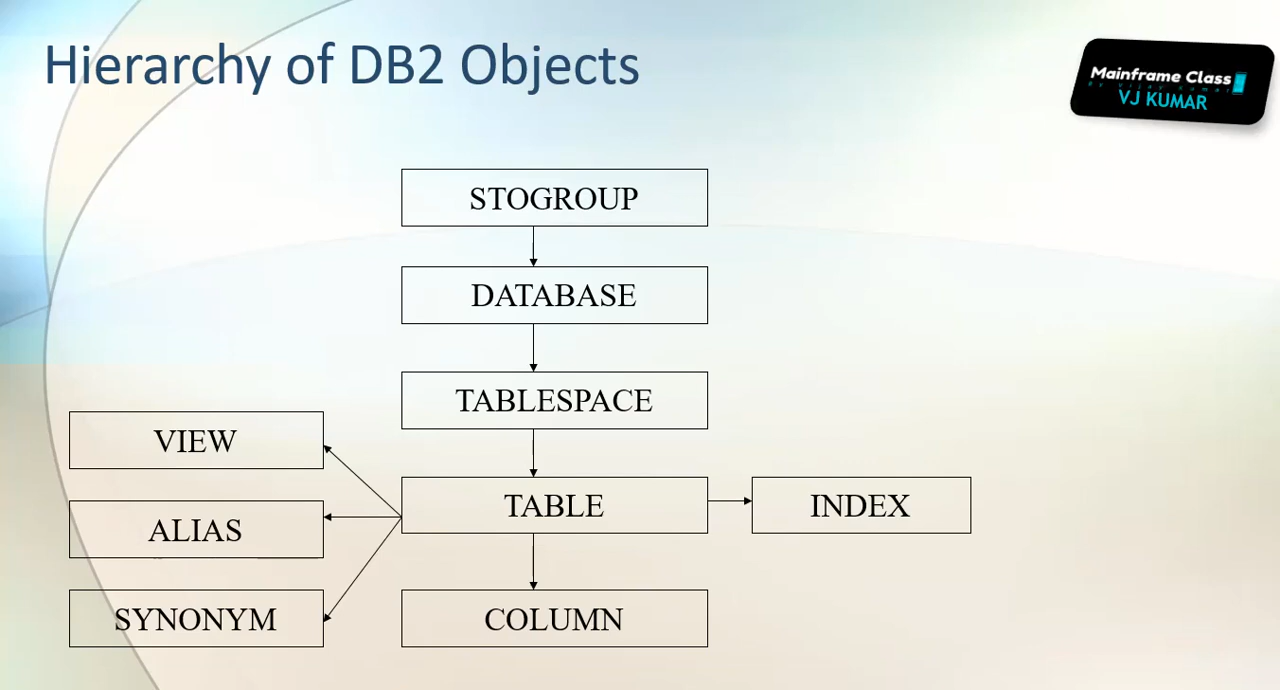 Hierarchy of DB2 Objects
Mainframe Class
VJ KUMAR
STOGROUP
DATABASE
TABLESPACE
VIEW
TABLE
INDEX
ALIAS
SYNONYM
COLUMN